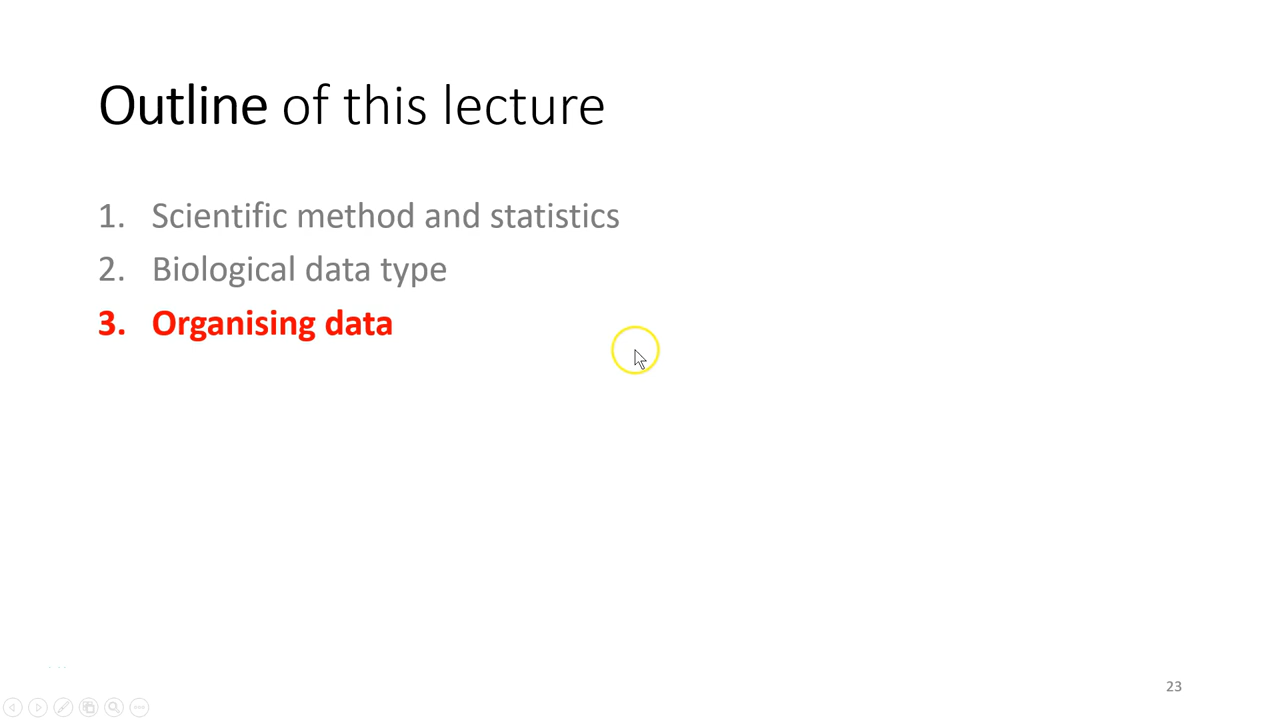 Outline of this lecture
1. Scientific method and statistics
2. Biological data type
3. Organising data
23